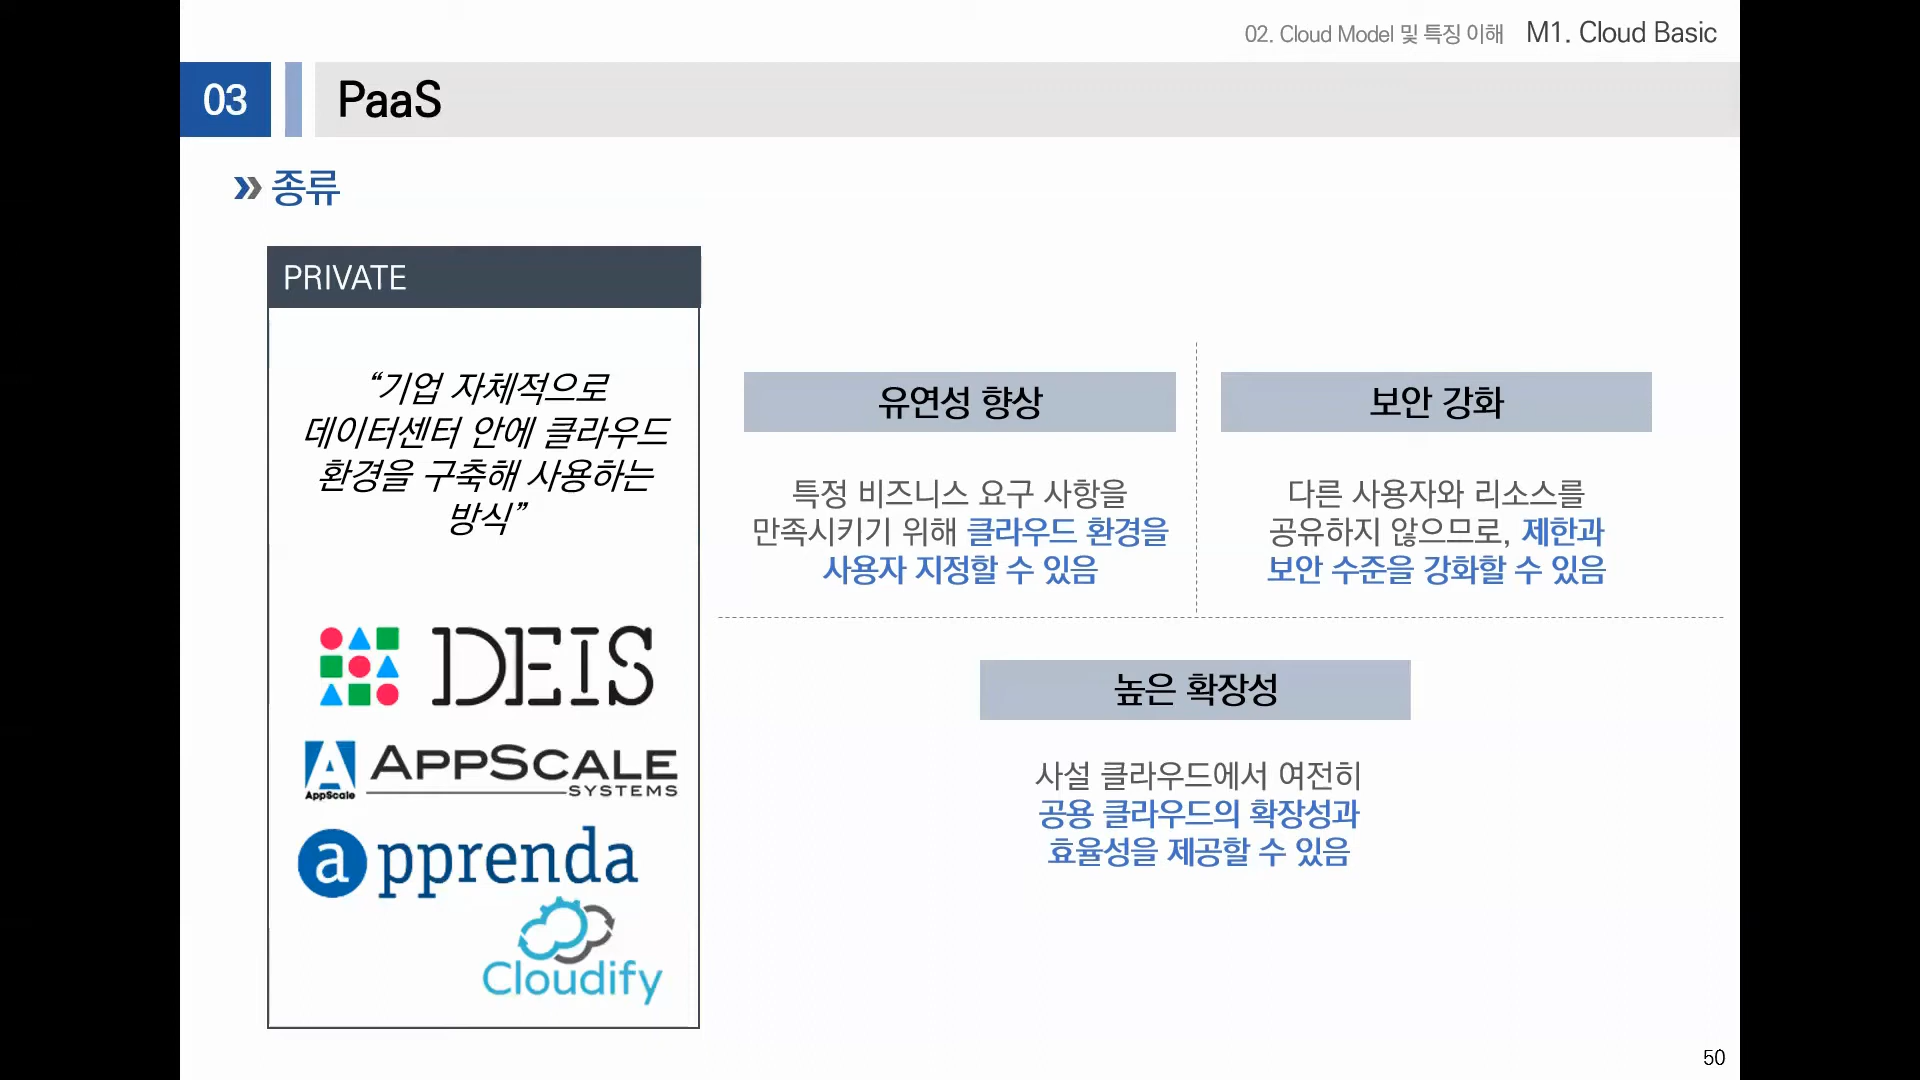 02. Cloud Model 및 특징 이해 M1. Cloud Basic
03 PaaS
종류
PRIVATE
“기업 자체적으로
데이터센터 안에 클라우드
환경을 구축해 사용하는
방식”
DEIS
A APPSCALE
AppScale SYSTEMS
apprenda
Cloudify
유연성 향상
특정 비즈니스 요구 사항을
만족시키기 위해 클라우드 환경을
사용자 지정할 수 있음
보안 강화
다른 사용자와 리소스를
공유하지 않으므로, 제한과
보안 수준을 강화할 수 있음
높은 확장성
사설 클라우드에서 여전히
공용 클라우드의 확장성과
효율성을 제공할 수 있음
50